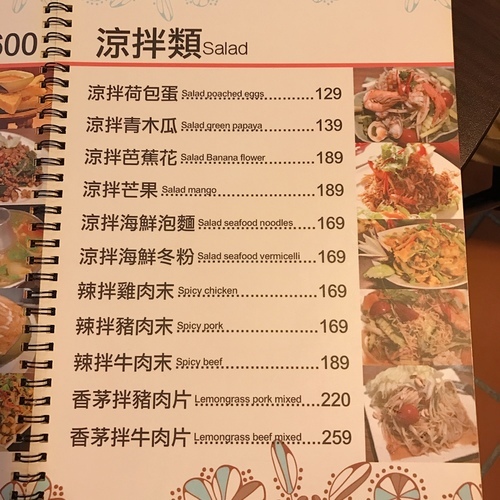 600
涼拌類Salad
涼拌荷包蛋 Salad poached eggs 129
涼拌青木瓜 Salad green papaya 139
涼拌芭蕉花 Salad Banana flower 189
涼拌芒果 Salad mango 189
涼拌海鮮泡麵 Salad seafood noodles 169
涼拌海鮮冬粉 Salad seafood vermicelli 169
辣拌雞肉末 Spicy chicken 169
辣拌豬肉末 Spicy pork 169
辣拌牛肉末 Spicy beef 189
香茅拌豬肉片 Lemongrass pork mixed 220
香茅拌牛肉片 Lemongrass beef mixed 259